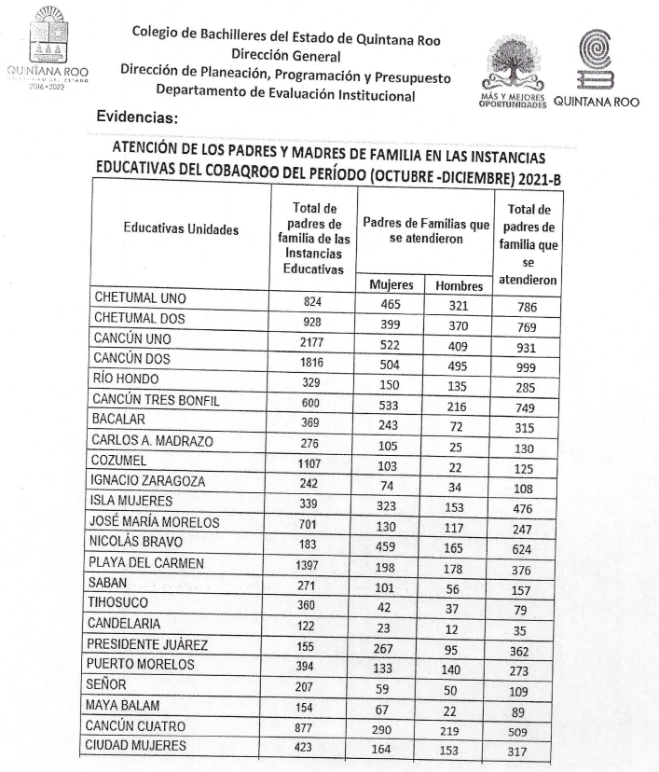 Colegio de Bachilleres del Estado de Quintana Roo
Dirección General
Dirección de Planeación, Programación y Presupuesto
Departamento de Evaluación Institucional
QUINTANA ROO
2016 - 2022
MÁS Y MEJORES
OPORTUNIDADES
QUINTANA ROO
Evidencias:
ATENCIÓN DE LOS PADRES Y MADRES DE FAMILIA EN LAS INSTANCIAS
EDUCATIVAS DEL COBAQROO DEL PERÍODO (OCTUBRE -DICIEMBRE) 2021-B
Educativas Unidades
Total de
padres de
familia de las
Instancias
Educativas
Padres de Familias que
se atendieron
Mujeres Hombres
Total de
padres de
familia que
se
atendieron
CHETUMAL UNO 824 465 321 786
CHETUMAL DOS 928 399 370 769
CANCÚN UNO 2177 522 409 931
CANCÚN DOS 1816 504 495 999
RÍO HONDO 329 150 135 285
CANCÚN TRES BONFIL 600 533 216 749
BACALAR 369 243 72 315
CARLOS A. MADRAZO 276 105 25 130
COZUMEL 1107 103 22 125
IGNACIO ZARAGOZA 242 74 34 108
ISLA MUJERES 339 323 153 476
JOSÉ MARÍA MORELOS 701 130 117 247
NICOLÁS BRAVO 183 459 165 624
PLAYA DEL CARMEN 1397 198 178 376
SABAN 271 101 56 157
TIHOSUCO 360 42 37 79
CANDELARIA 122 23 12 35
PRESIDENTE JUÁREZ 155 267 95 362
PUERTO MORELOS 394 133 140 273
SEÑOR 207 59 50 109
MAYA BALAM 154 67 22 89
CANCÚN CUATRO 877 290 219 509
CIUDAD MUJERES 423 164 153 317